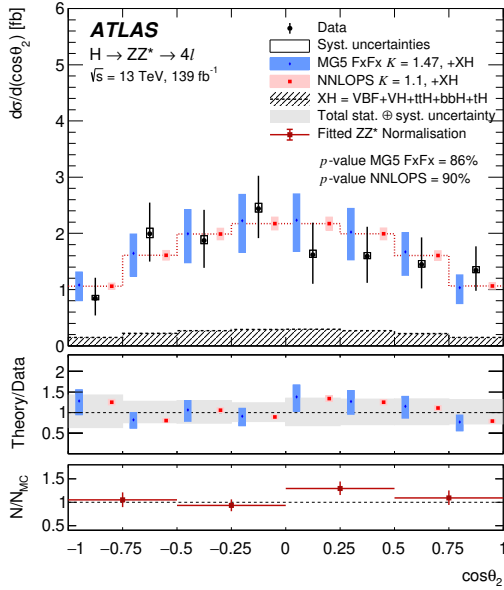 dσ/d(cosθ₂) [fb]
ATLAS
H → ZZ* → 4l
√s = 13 TeV, 139 fb⁻¹
Data
Syst. uncertainties
MG5 FxFx K = 1.47, +XH
NNLOPS K = 1.1, +XH
XH = VBF+VH+ttH+bbH+tH
Total stat. ⊕ syst. uncertainty
Fitted ZZ* Normalisation
p-value MG5 FxFx = 86%
p-value NNLOPS = 90%
6
5
4
3
2
1
0
Theory/Data
2
1.5
1
0.5
N/N_MC
1.5
1
0.5
−1 −0.75 −0.5 −0.25 0 0.25 0.5 0.75 1
cosθ₂